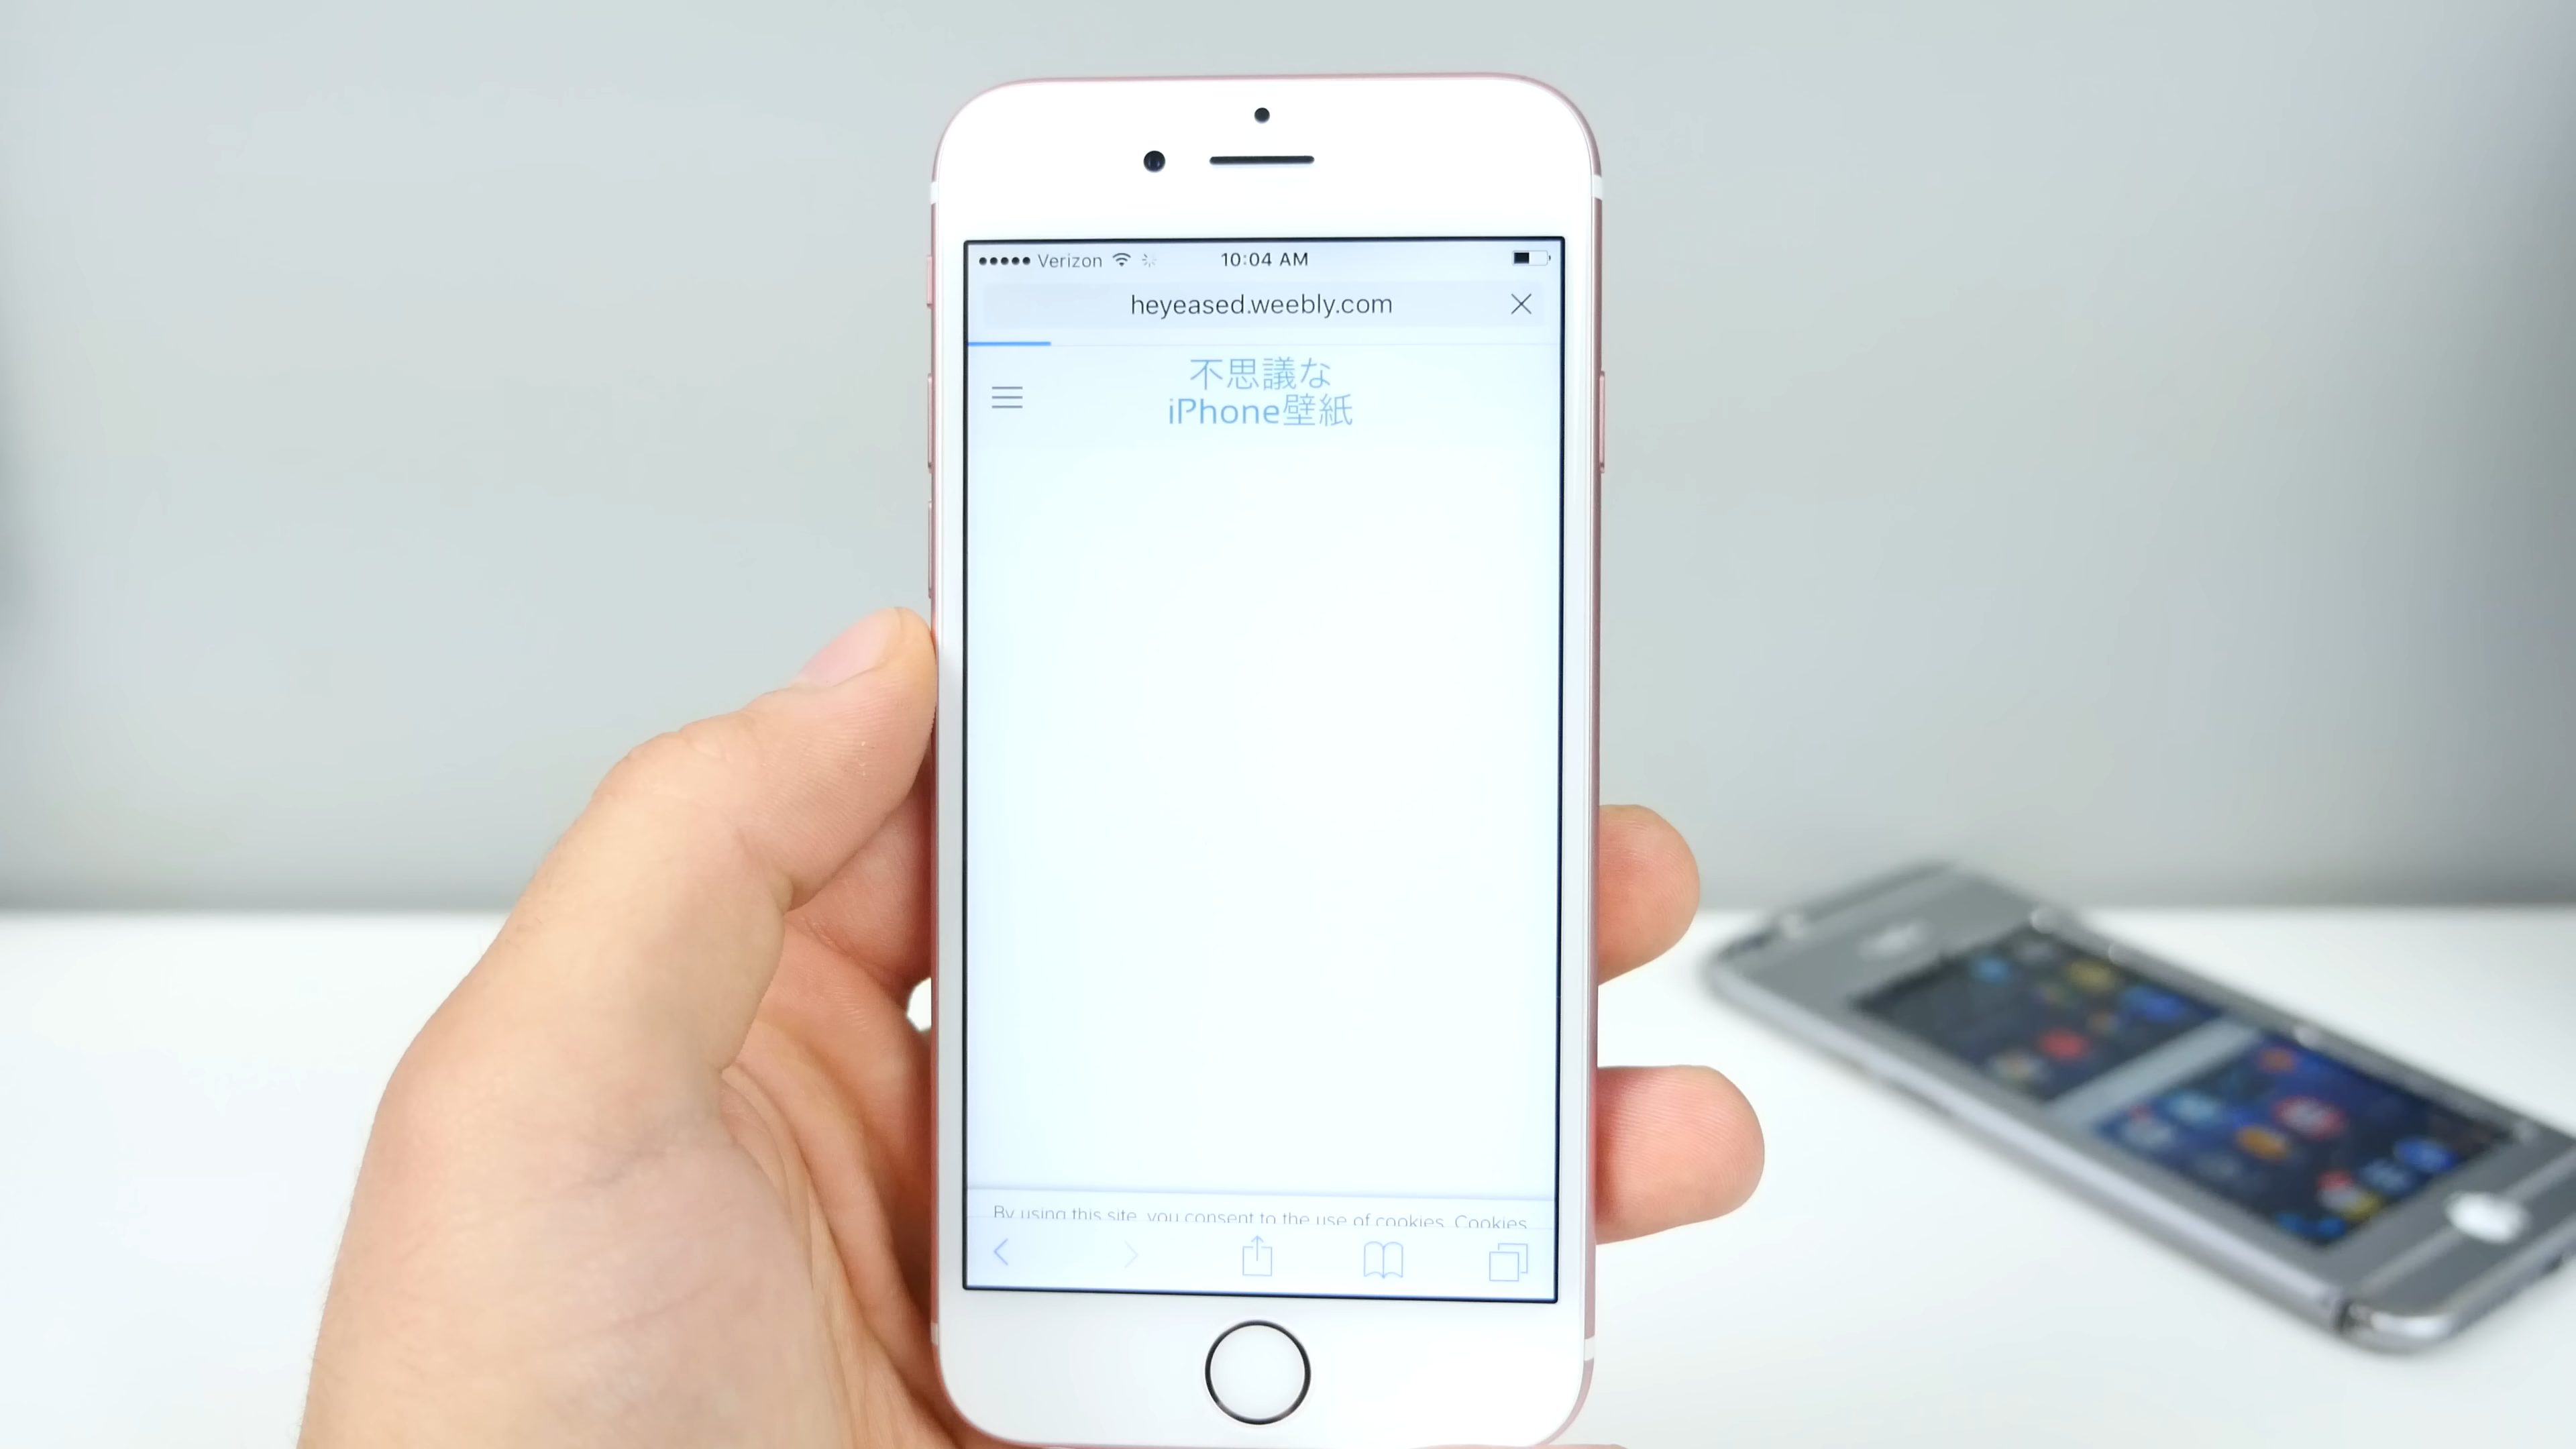 Verizon 10:04 AM
heyeased.weebly.com
不思議な
iPhone壁紙
By using this site, you consent to the use of cookies. Cookies